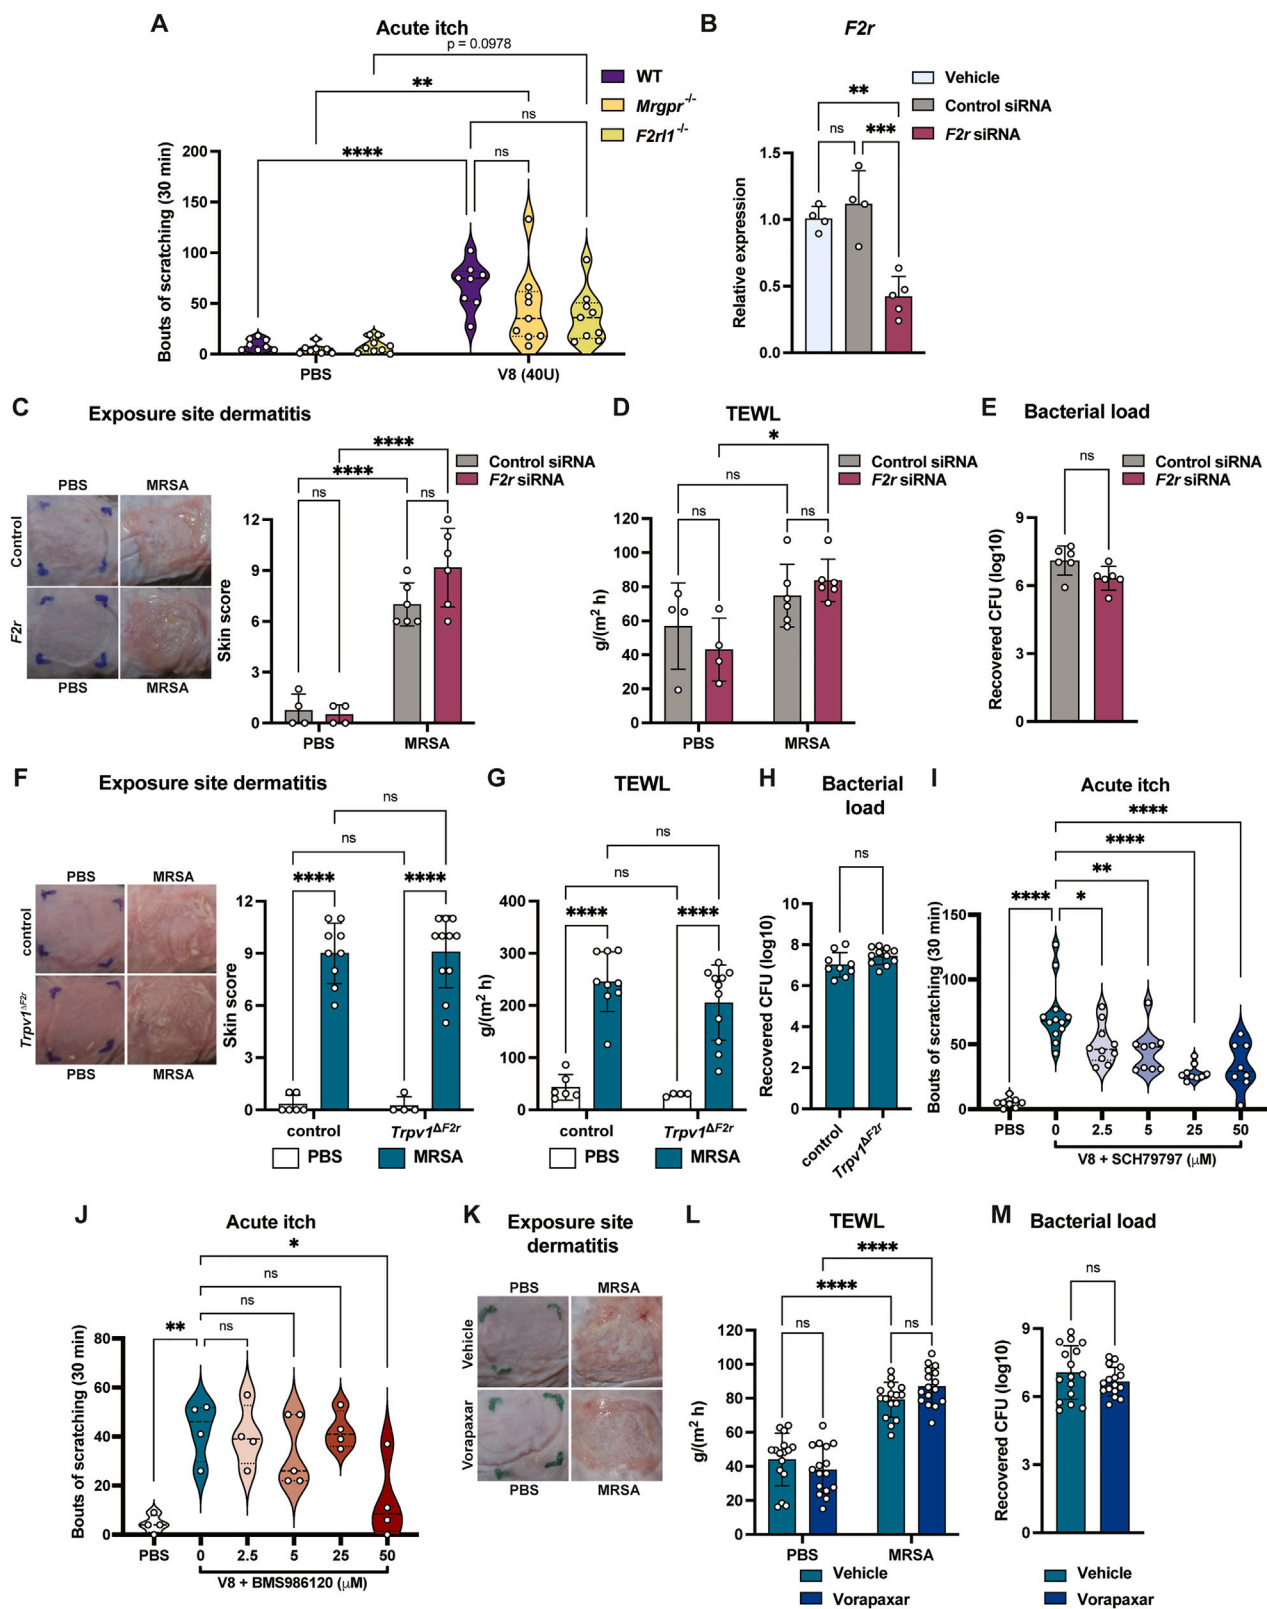 A
Acute itch
p = 0.0978
**
ns
****
ns
WT
Mrgpr-/-
F2rl1-/-
Bouts of scratching (30 min)
200
150
100
50
0
PBS
V8 (40U)
B
F2r
Vehicle
Control siRNA
F2r siRNA
**
ns
***
Relative expression
1.5
1.0
0.5
0.0
C
Exposure site dermatitis
PBS
MRSA
Control
F2r
PBS
MRSA
****
****
ns
ns
Control siRNA
F2r siRNA
Skin score
12
9
6
3
0
PBS
MRSA
D
TEWL
*
ns
ns
ns
Control siRNA
F2r siRNA
g/(m2 h)
120
100
80
60
40
20
0
PBS
MRSA
E
Bacterial load
ns
Control siRNA
F2r siRNA
Recovered CFU (log10)
9
6
3
0
F
Exposure site dermatitis
PBS
MRSA
control
Trpv1ΔF2r
PBS
MRSA
ns
ns
****
****
Skin score
12
9
6
3
0
control
Trpv1ΔF2r
PBS
MRSA
G
TEWL
ns
ns
****
****
g/(m2 h)
400
300
200
100
0
control
Trpv1ΔF2r
PBS
MRSA
H
Bacterial
load
ns
Recovered CFU (log10)
10
8
6
4
2
0
control
Trpv1ΔF2r
I
Acute itch
****
****
**
****
*
Bouts of scratching (30 min)
150
100
50
0
PBS
0
2.5
5
25
50
V8 + SCH79797 (μM)
J
Acute itch
*
ns
ns
**
ns
Bouts of scratching (30 min)
80
60
40
20
0
PBS
0
2.5
5
25
50
V8 + BMS986120 (μM)
K
Exposure site
dermatitis
PBS
MRSA
Vehicle
Vorapaxar
PBS
MRSA
L
TEWL
****
****
ns
ns
g/(m2 h)
120
100
80
60
40
20
0
PBS
MRSA
Vehicle
Vorapaxar
M
Bacterial load
ns
Recovered CFU (log10)
9
6
3
0
Vehicle
Vorapaxar